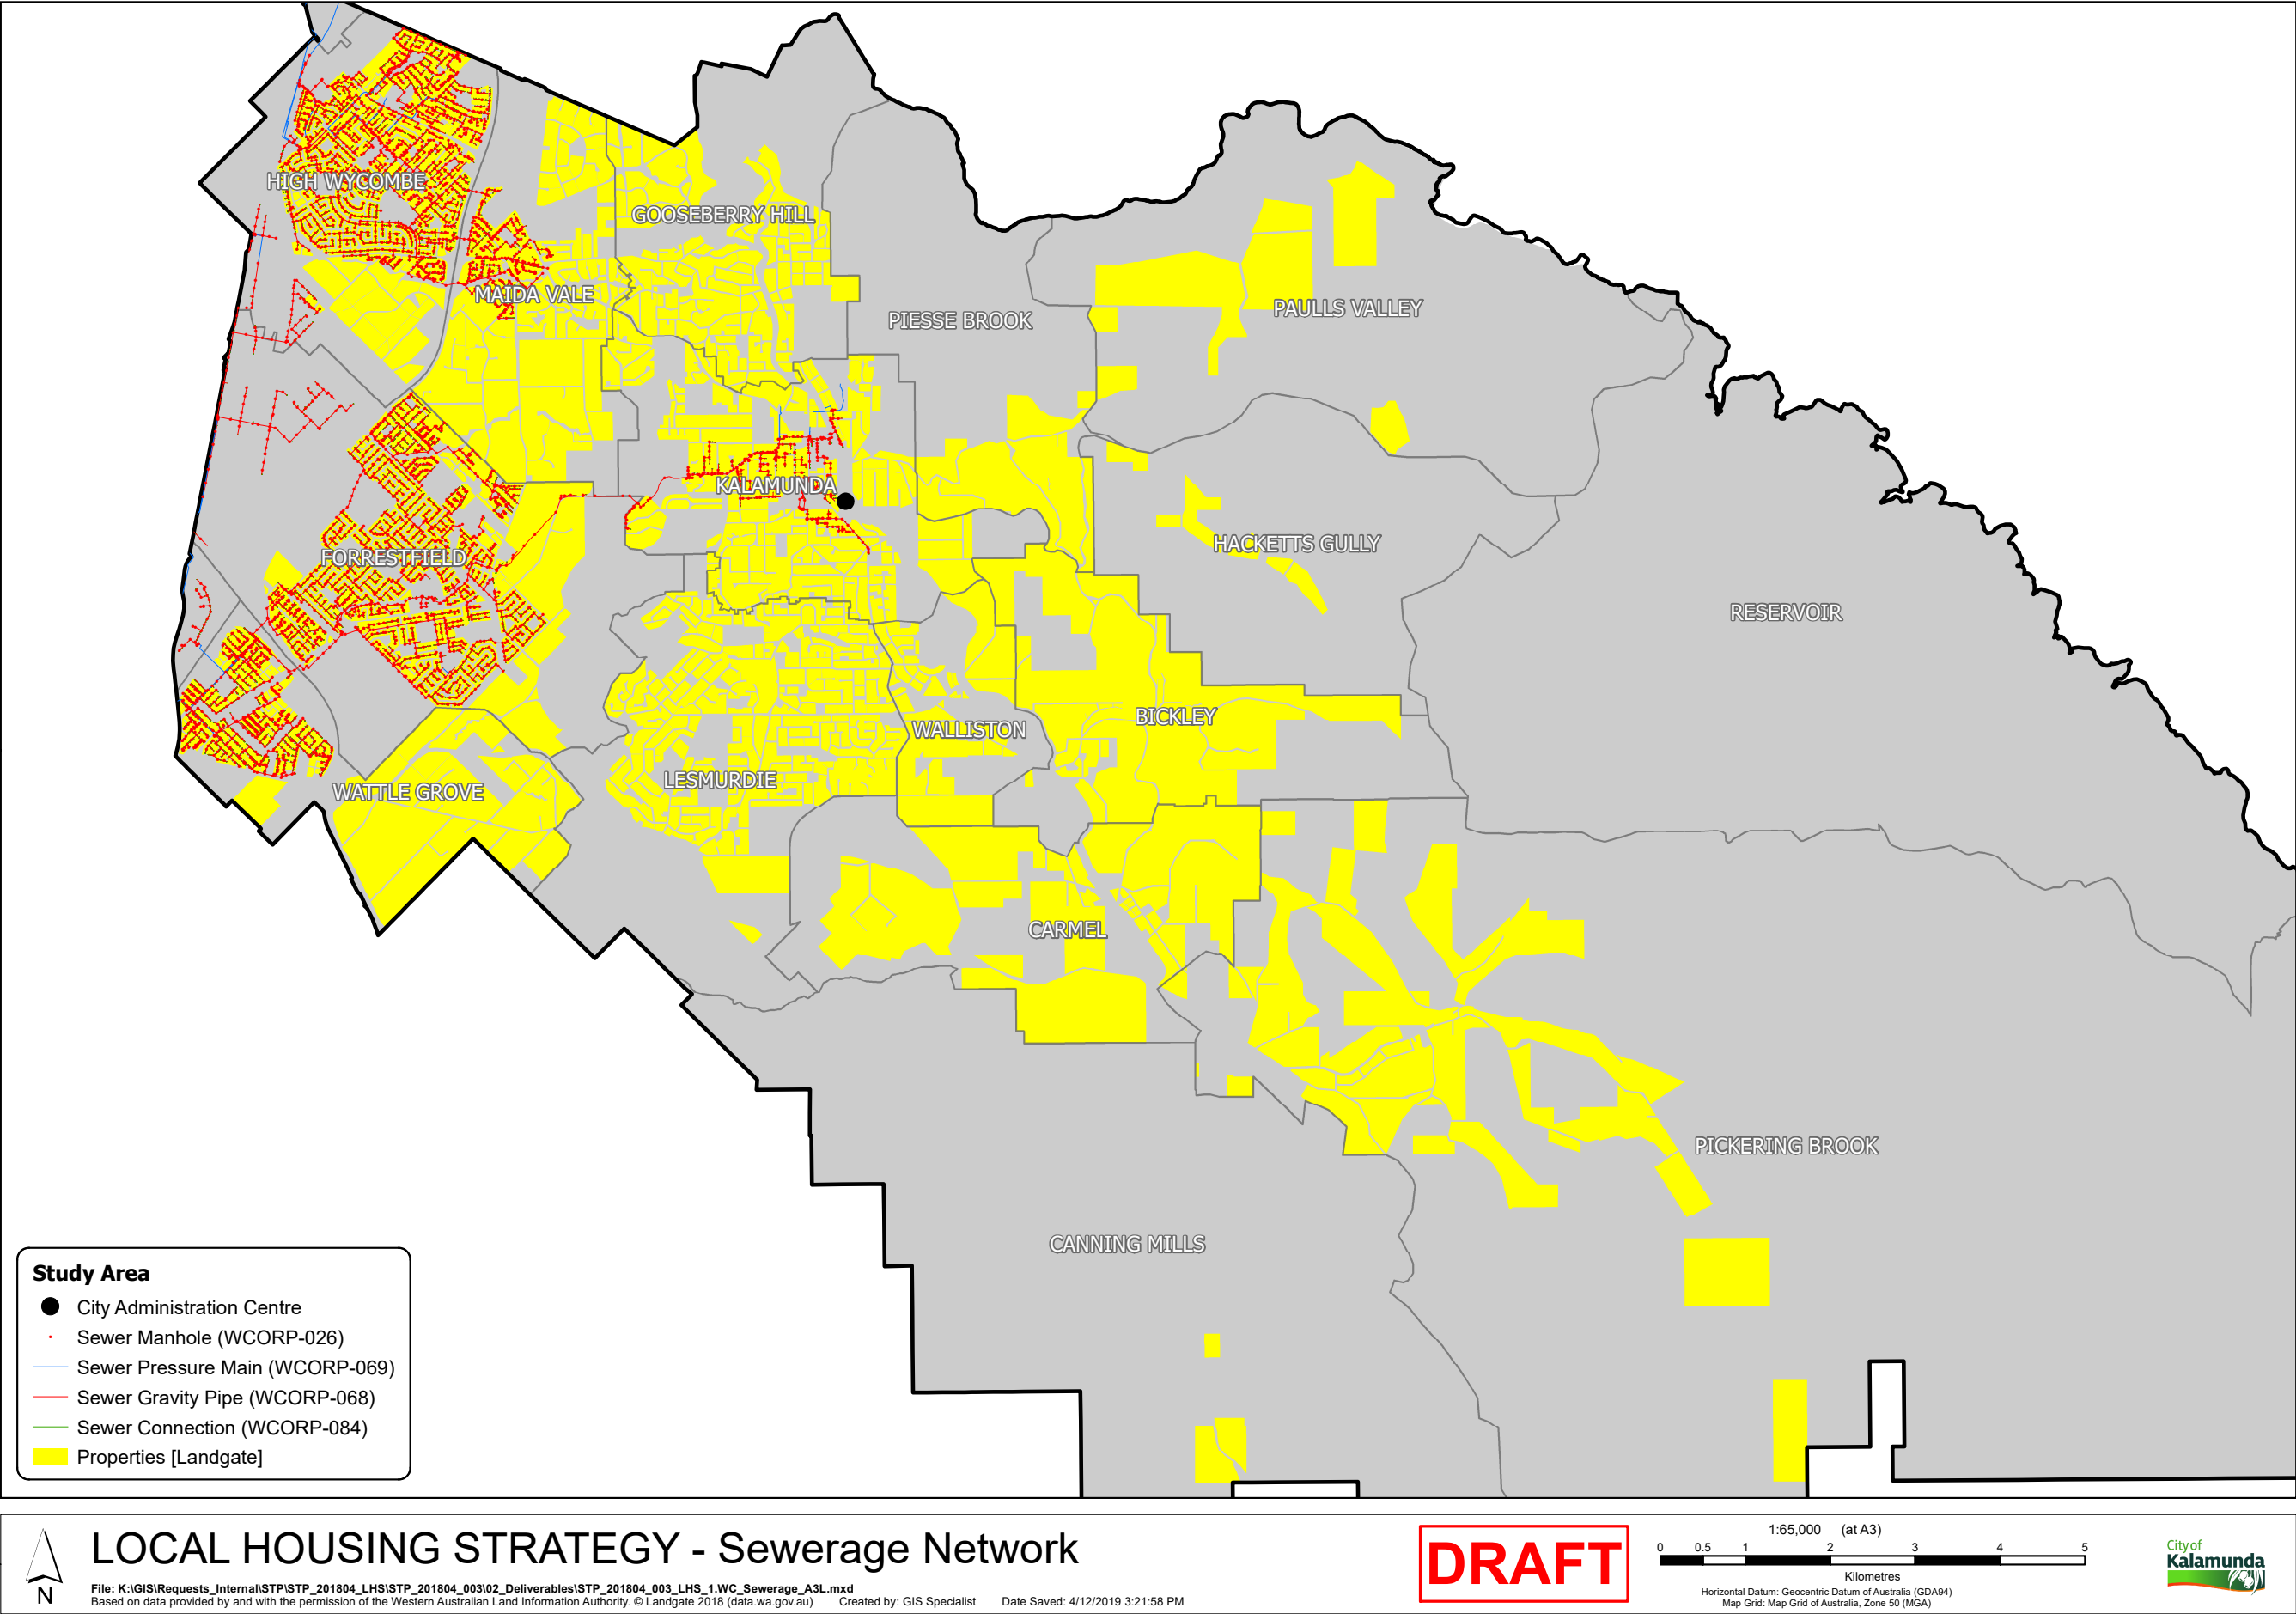 HIGH WYCOMBE
GOOSEBERRY HILL
MAIDA VALE
PIESSE BROOK
PAULLS VALLEY
KALAMUNDA
HACKETTS GULLY
FORRESTFIELD
RESERVOIR
WALLISTON
BICKLEY
LESMURDIE
WATTLE GROVE
CARMEL
PICKERING BROOK
CANNING MILLS
Study Area
City Administration Centre
Sewer Manhole (WCORP-026)
Sewer Pressure Main (WCORP-069)
Sewer Gravity Pipe (WCORP-068)
Sewer Connection (WCORP-084)
Properties [Landgate]
N
LOCAL HOUSING STRATEGY - Sewerage Network
File: K:\GIS\Requests_Internal\STP\STP_201804_LHS\STP_201804_003\02_Deliverables\STP_201804_003_LHS_1.WC_Sewerage_A3L.mxd
Based on data provided by and with the permission of the Western Australian Land Information Authority. © Landgate 2018 (data.wa.gov.au) Created by: GIS Specialist Date Saved: 4/12/2019 3:21:58 PM
DRAFT
1:65,000 (at A3)
0 0.5 1 2 3 4 5
Kilometres
Horizontal Datum: Geocentric Datum of Australia (GDA94)
Map Grid: Map Grid of Australia, Zone 50 (MGA)
City of
Kalamunda